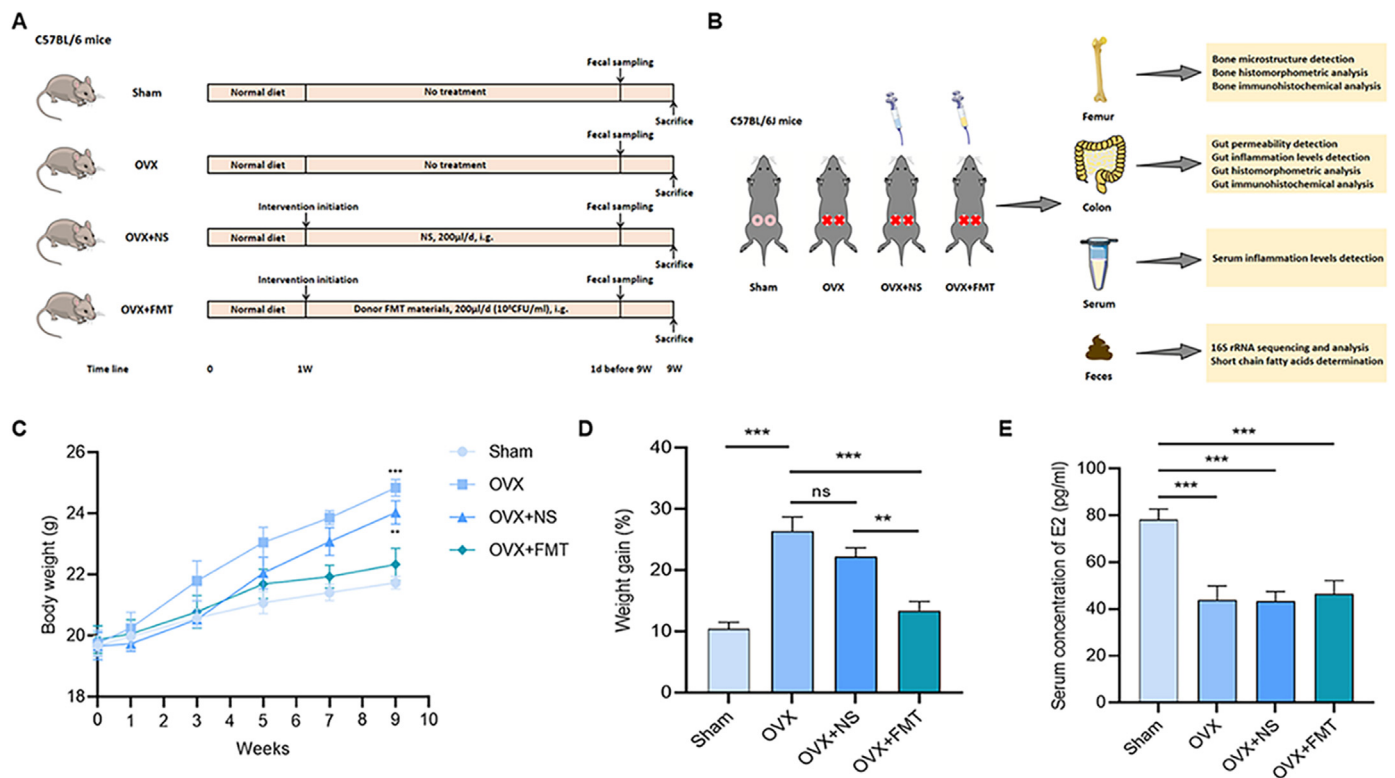 A
C57BL/6 mice
Fecal sampling
Sham
Normal diet
No treatment
Sacrifice
Fecal sampling
OVX
Normal diet
No treatment
Sacrifice
Intervention initiation
Fecal sampling
OVX+NS
Normal diet
NS, 200μl/d, i.g.
Sacrifice
Intervention initiation
Fecal sampling
OVX+FMT
Normal diet
Donor FMT materials, 200μl/d (10⁸CFU/ml), i.g.
Sacrifice
Time line
0
1W
1d before 9W
9W
B
C57BL/6J mice
Sham
OVX
OVX+NS
OVX+FMT
Femur
Bone microstructure detection
Bone histomorphometric analysis
Bone immunohistochemical analysis
Colon
Gut permeability detection
Gut inflammation levels detection
Gut histomorphometric analysis
Gut immunohistochemical analysis
Serum
Serum inflammation levels detection
Feces
16S rRNA sequencing and analysis
Short chain fatty acids determination
C
Body weight (g)
26
24
22
20
18
0 1 2 3 4 5 6 7 8 9 10
Weeks
Sham
OVX
OVX+NS
OVX+FMT
***
**
D
Weight gain (%)
40
30
20
10
0
***
***
ns
**
Sham
OVX
OVX+NS
OVX+FMT
E
Serum concentration of E2 (pg/ml)
100
80
60
40
20
0
***
***
***
Sham
OVX
OVX+NS
OVX+FMT